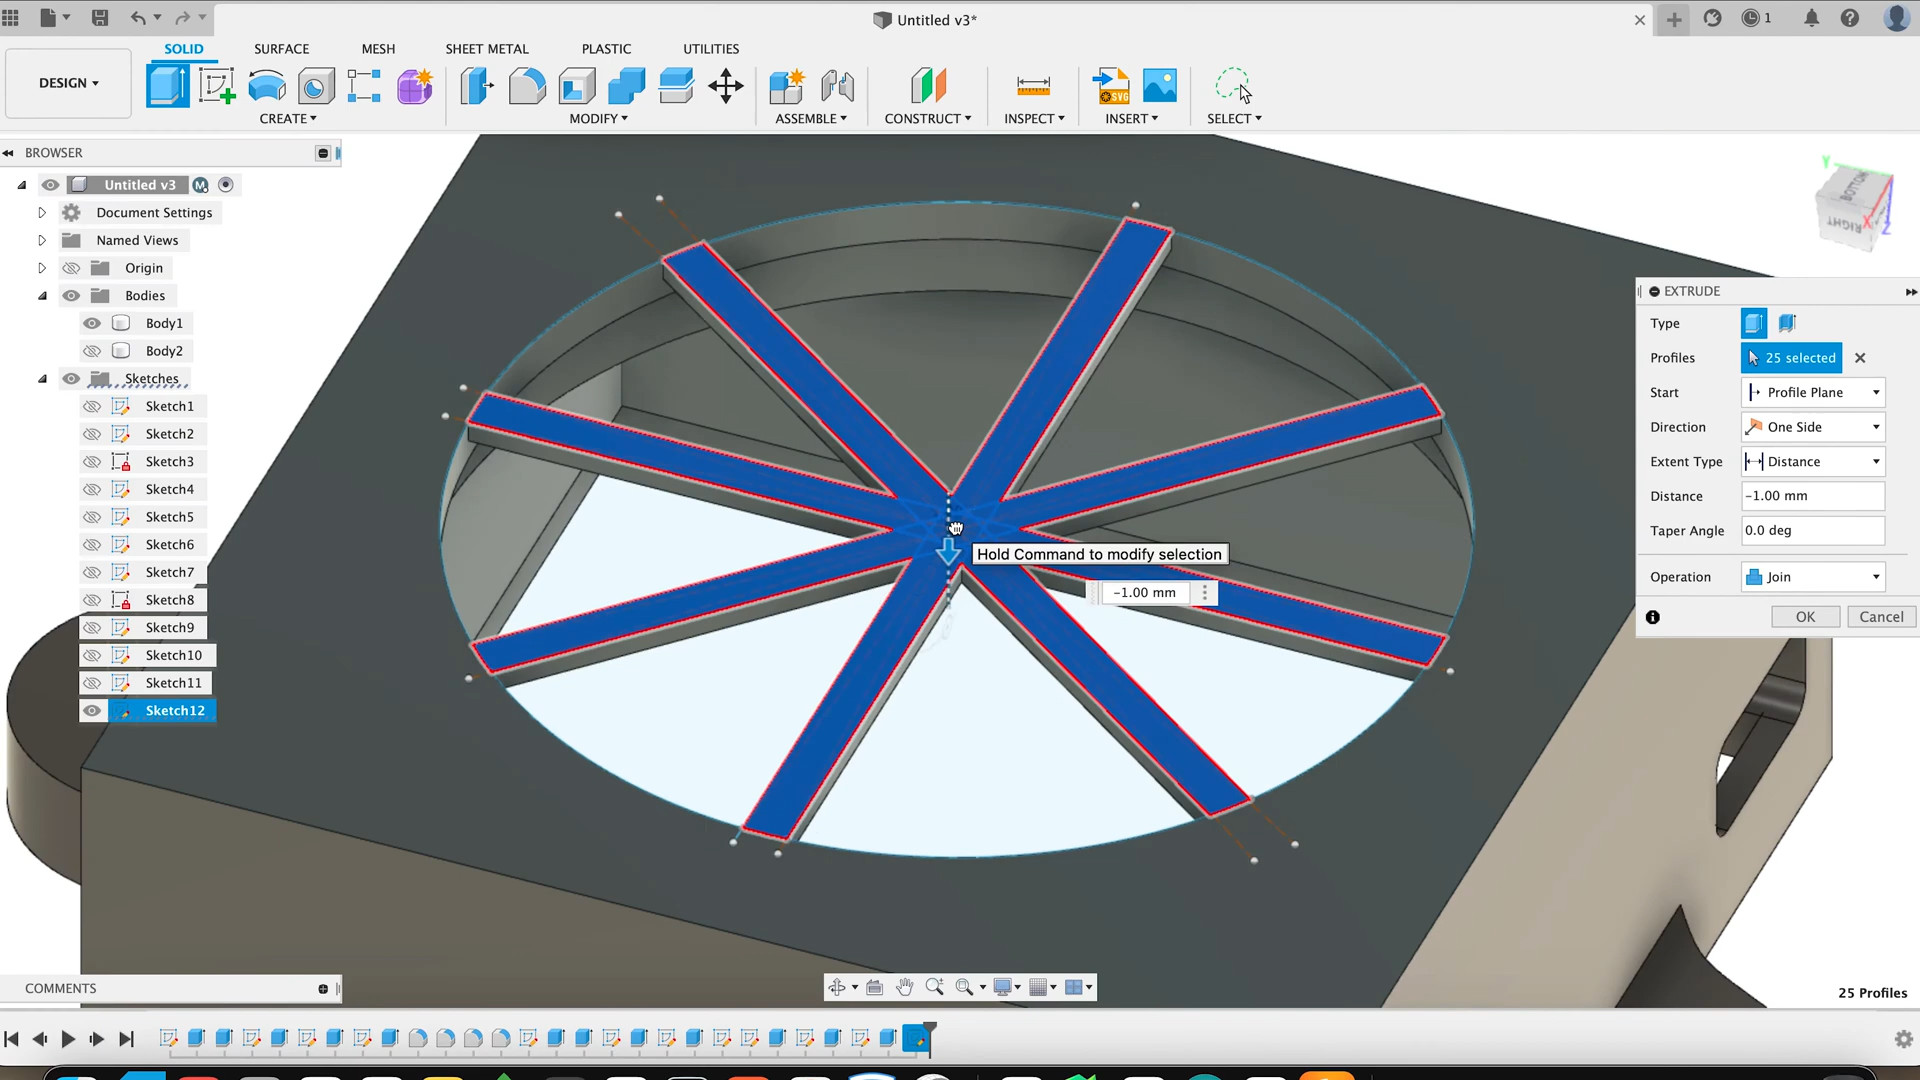 Untitled v3*
1
SOLID
SURFACE
MESH
SHEET METAL
PLASTIC
UTILITIES
DESIGN
CREATE
MODIFY
ASSEMBLE
CONSTRUCT
INSPECT
INSERT
SELECT
SVG
BROWSER
Untitled v3
M
Document Settings
Named Views
Origin
Bodies
Body1
Body2
Sketches
Sketch1
Sketch2
Sketch3
Sketch4
Sketch5
Sketch6
Sketch7
Sketch8
Sketch9
Sketch10
Sketch11
Sketch12
Y
BOTTOM
RIGHT
X
Z
EXTRUDE
Type
Profiles
25 selected
Start
Profile Plane
Direction
One Side
Extent Type
Distance
Distance
-1.00 mm
Taper Angle
0.0 deg
Operation
Join
OK
Cancel
Hold Command to modify selection
-1.00 mm
COMMENTS
25 Profiles